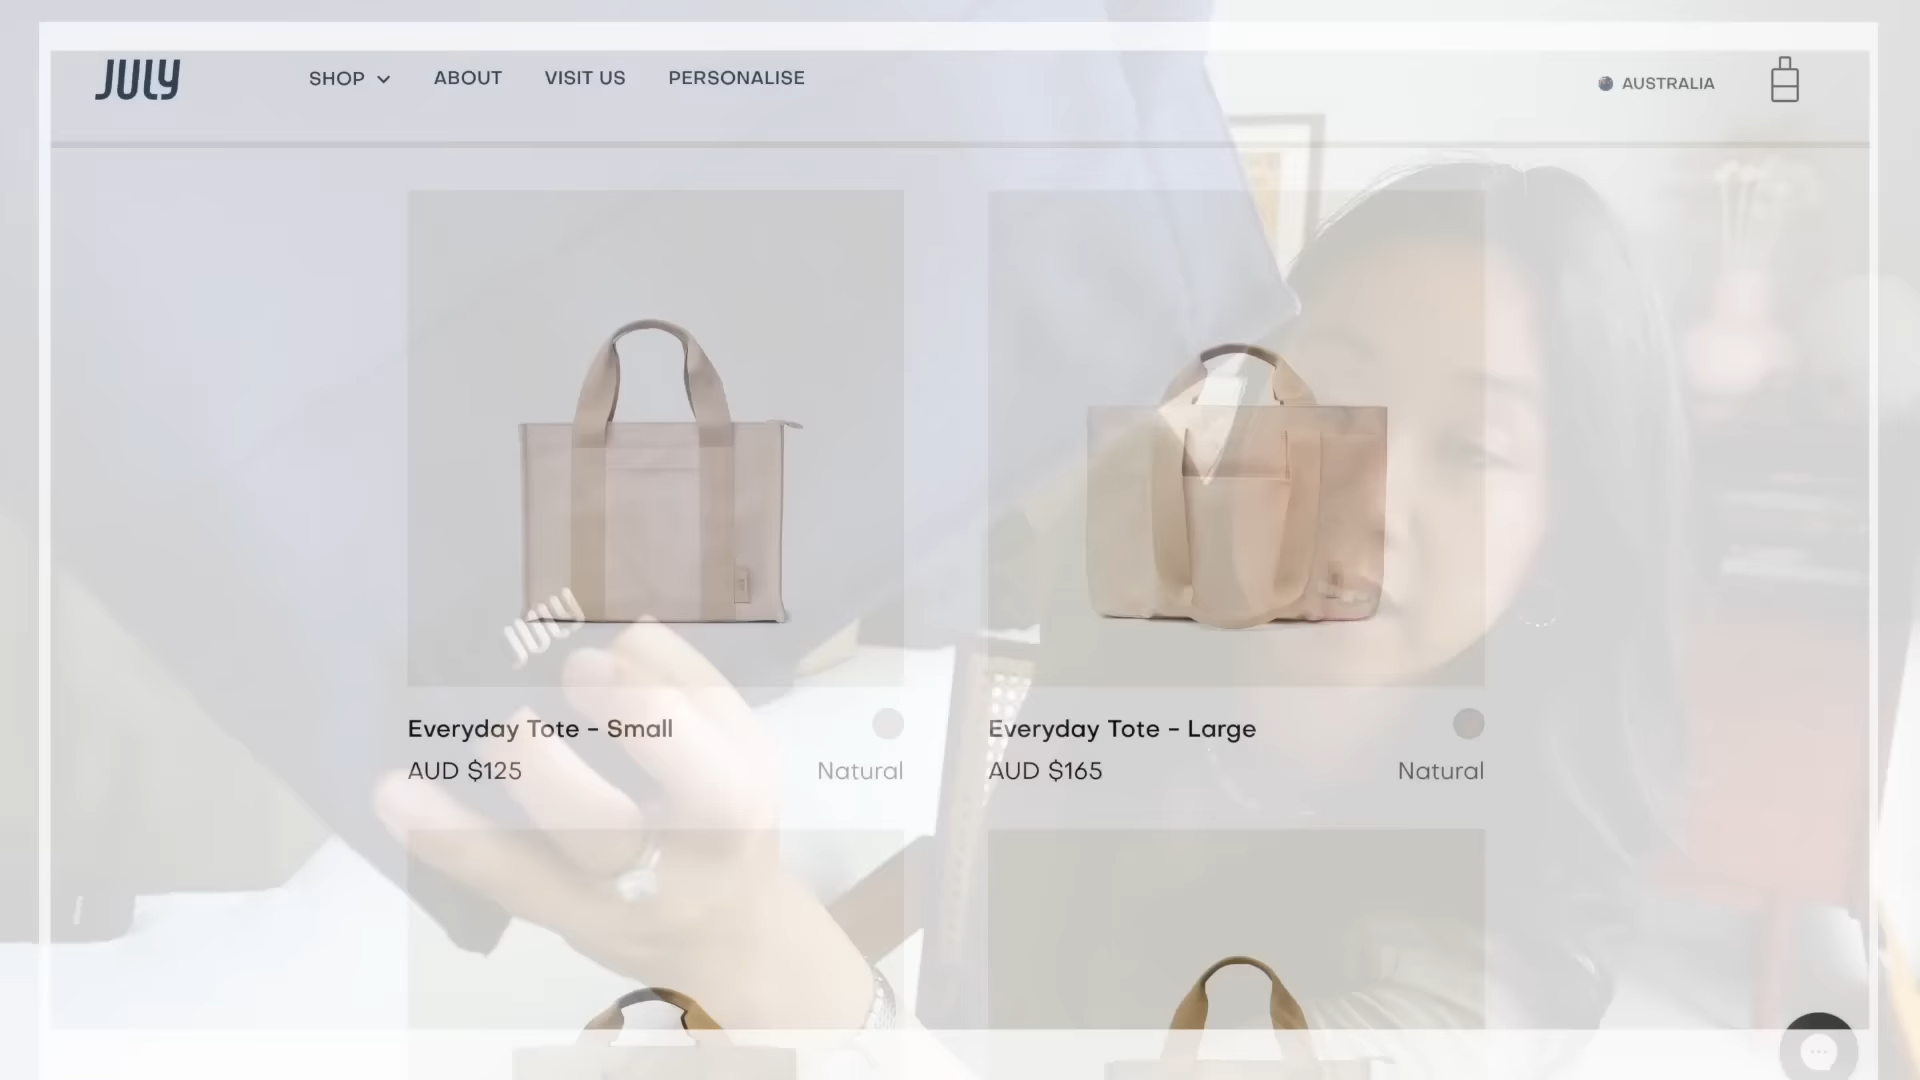 JULY
SHOP
ABOUT
VISIT US
PERSONALISE
AUSTRALIA
JULY
Everyday Tote - Small
AUD $125
Natural
Everyday Tote - Large
AUD $165
Natural